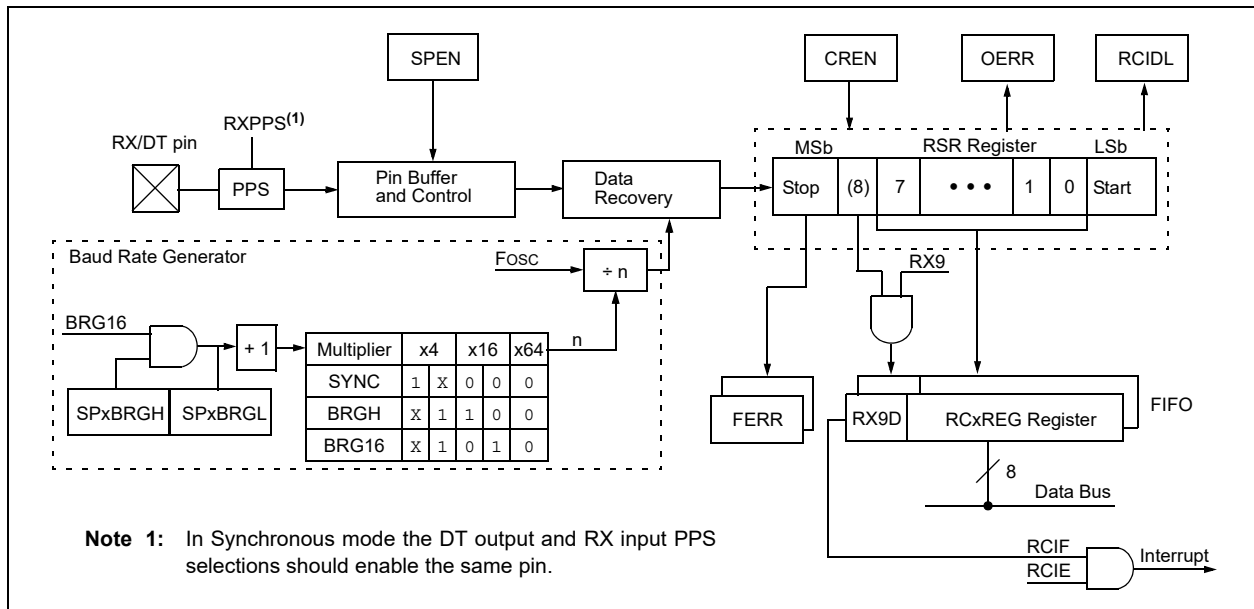 SPEN
CREN
OERR
RCIDL
RXPPS(1)
RX/DT pin
PPS
Pin Buffer
and Control
Data
Recovery
MSb
RSR Register
LSb
Stop (8) 7 • • • 1 0 Start
Baud Rate Generator
FOSC
÷ n
n
RX9
BRG16
+ 1
SPxBRGH SPxBRGL
Multiplier x4 x16 x64
SYNC 1 X 0 0 0
BRGH X 1 1 0 0
BRG16 X 1 0 1 0
FERR
RX9D RCxREG Register
FIFO
8
Data Bus
RCIF
RCIE
Interrupt
Note 1: In Synchronous mode the DT output and RX input PPS
selections should enable the same pin.